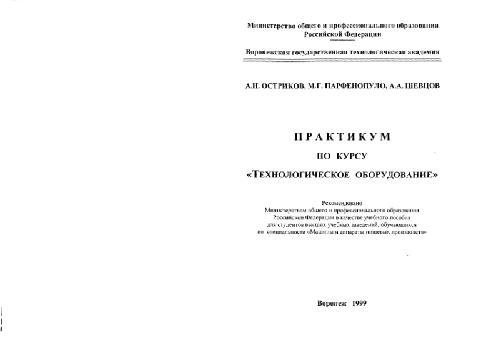 Министерство общего и профессионального образования
Российской Федерации
Воронежская государственная технологическая академия
А.Н. ОСТРИКОВ, М.Г. ПАРФЕНОПУЛО, А.А. ШЕВЦОВ
ПРАКТИКУМ
ПО КУРСУ
«ТЕХНОЛОГИЧЕСКОЕ ОБОРУДОВАНИЕ»
Рекомендовано
Министерством общего и профессионального образования
Российской Федерации в качестве учебного пособия
для студентов высших учебных заведений, обучающихся
по специальности «Машины и аппараты пищевых производств»
Воронеж 1999